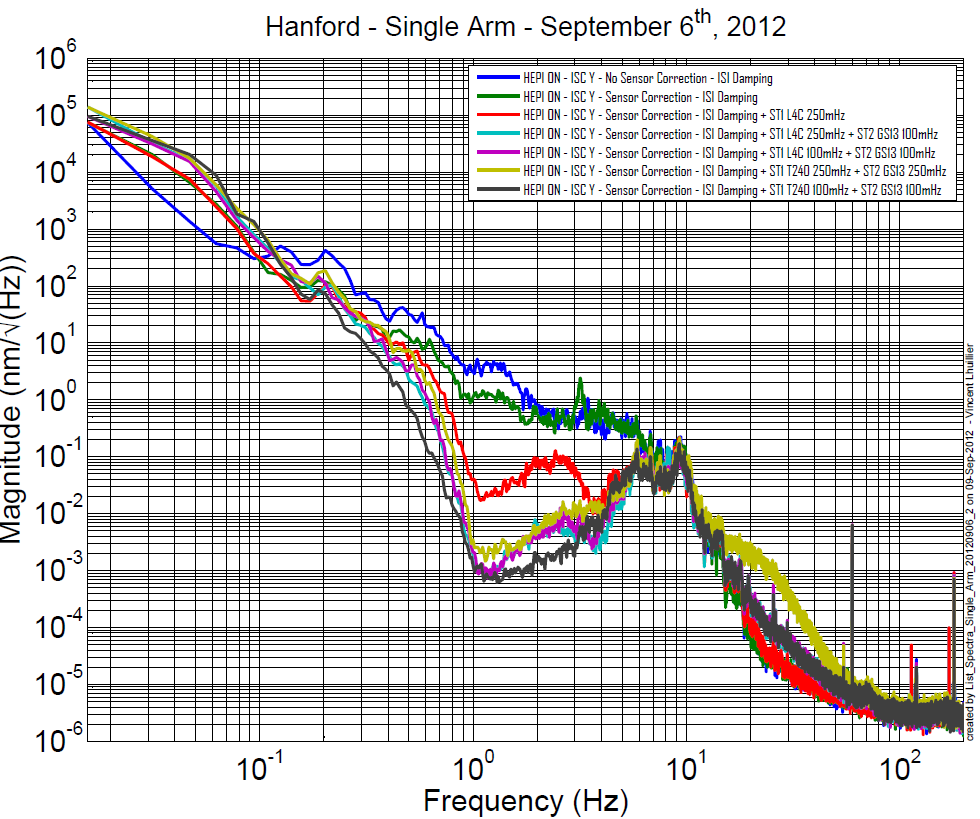 Hanford - Single Arm - September 6th, 2012
HEPI ON - ISC Y - No Sensor Correction - ISI Damping
HEPI ON - ISC Y - Sensor Correction - ISI Damping
HEPI ON - ISC Y - Sensor Correction - ISI Damping + ST1 L4C 250mHz
HEPI ON - ISC Y - Sensor Correction - ISI Damping + ST1 L4C 250mHz + ST2 GS13 100mHz
HEPI ON - ISC Y - Sensor Correction - ISI Damping + ST1 L4C 100mHz + ST2 GS13 100mHz
HEPI ON - ISC Y - Sensor Correction - ISI Damping + ST1 T240 250mHz + ST2 GS13 250mHz
HEPI ON - ISC Y - Sensor Correction - ISI Damping + ST1 T240 100mHz + ST2 GS13 100mHz
Magnitude (nm/√(Hz))
10^6
10^5
10^4
10^3
10^2
10^1
10^0
10^-1
10^-2
10^-3
10^-4
10^-5
10^-6
10^-1 10^0 10^1 10^2
Frequency (Hz)
created by List_Spectra_Single_Arm_20120906_2 on 09-Sep-2012 - Vincent Lhuillier